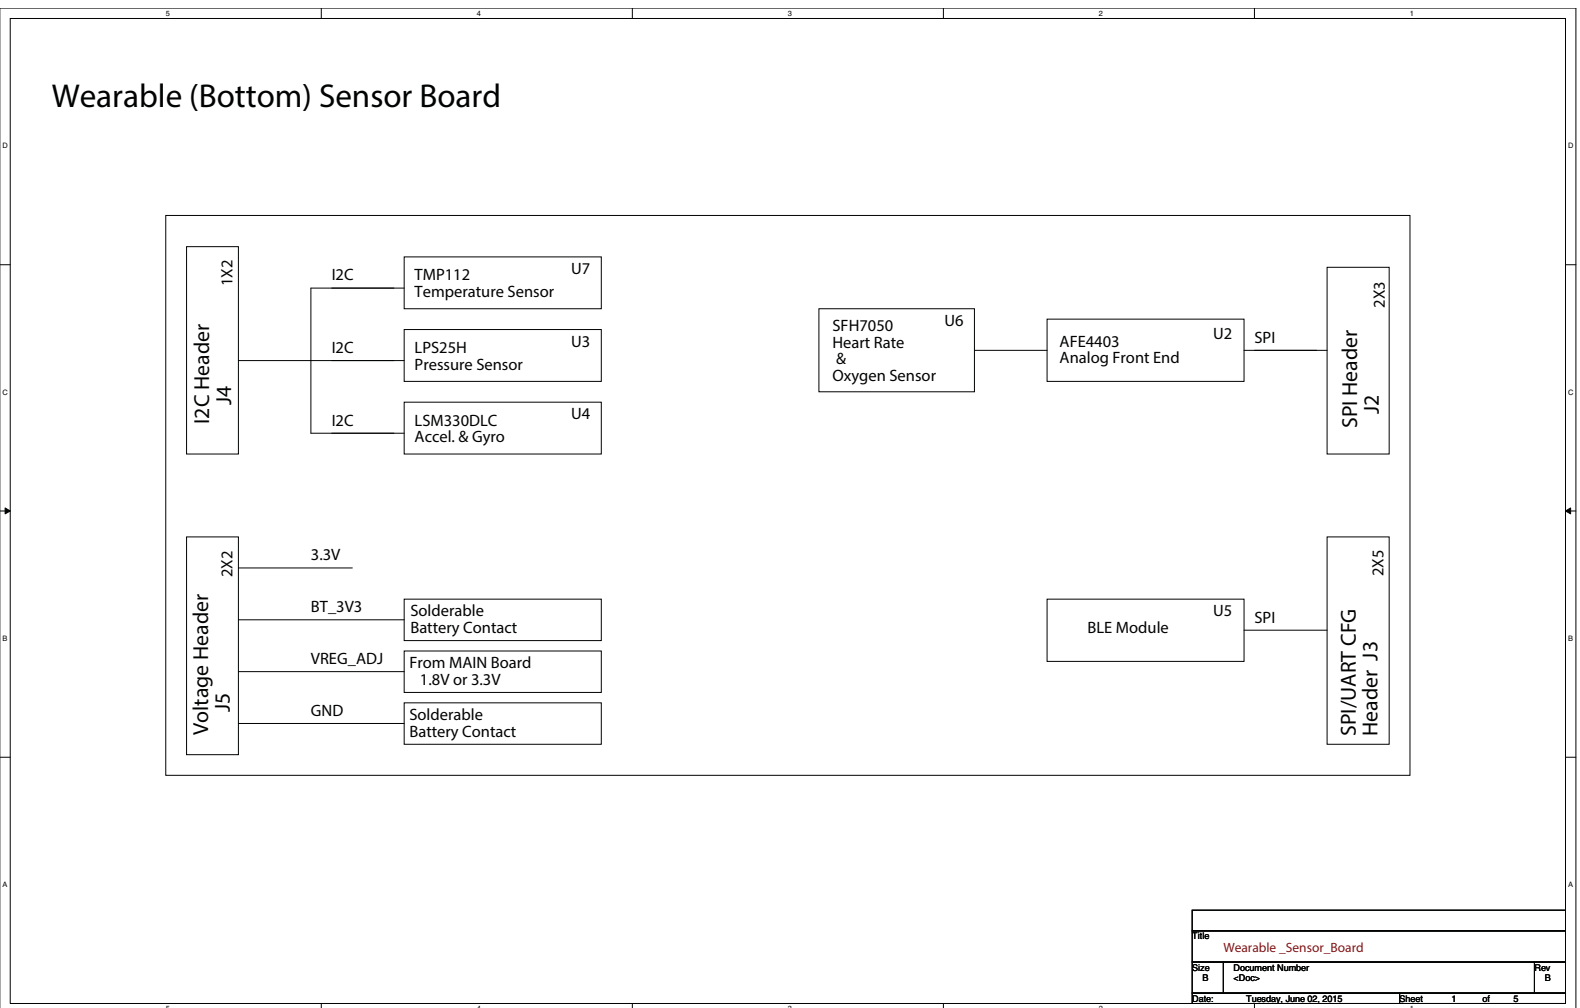 5 4 3 2 1
Wearable (Bottom) Sensor Board
D D
1X2
I2C Header
J4
I2C
TMP112 U7
Temperature Sensor
I2C
LPS25H U3
Pressure Sensor
I2C
LSM330DLC U4
Accel. & Gyro
SFH7050 U6
Heart Rate
&
Oxygen Sensor
AFE4403 U2
Analog Front End
SPI
2X3
SPI Header
J2
C C
2X2
Voltage Header
J5
3.3V
BT_3V3
Solderable
Battery Contact
VREG_ADJ
From MAIN Board
1.8V or 3.3V
GND
Solderable
Battery Contact
U5
BLE Module
SPI
2X5
SPI/UART CFG
Header J3
B B
A A
Title
Wearable _Sensor_Board
Size Document Number Rev
B <Doc> B
Date: Tuesday, June 02, 2015 Sheet 1 of 5